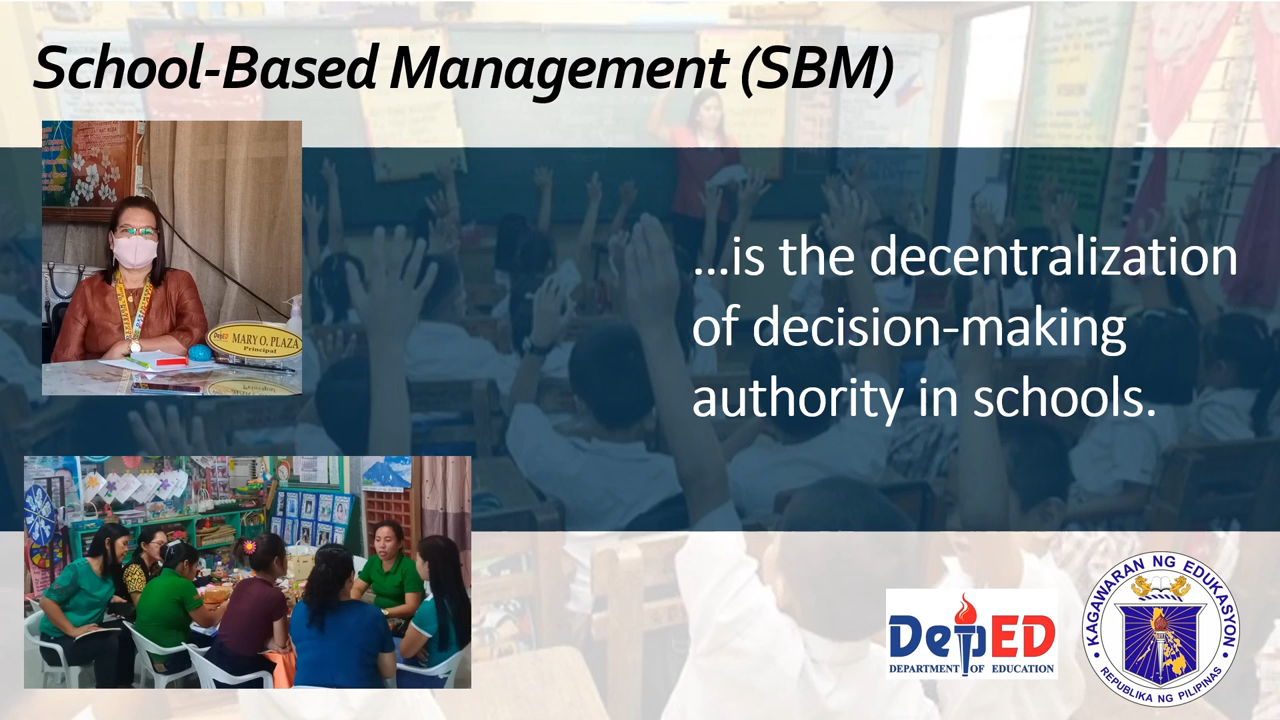 School-Based Management (SBM)
...is the decentralization
of decision-making
authority in schools.
DepED
MARY O. PLAZA
Principal
DepED
DEPARTMENT OF EDUCATION
KAGAWARAN NG EDUKASYON
REPUBLIKA NG PILIPINAS